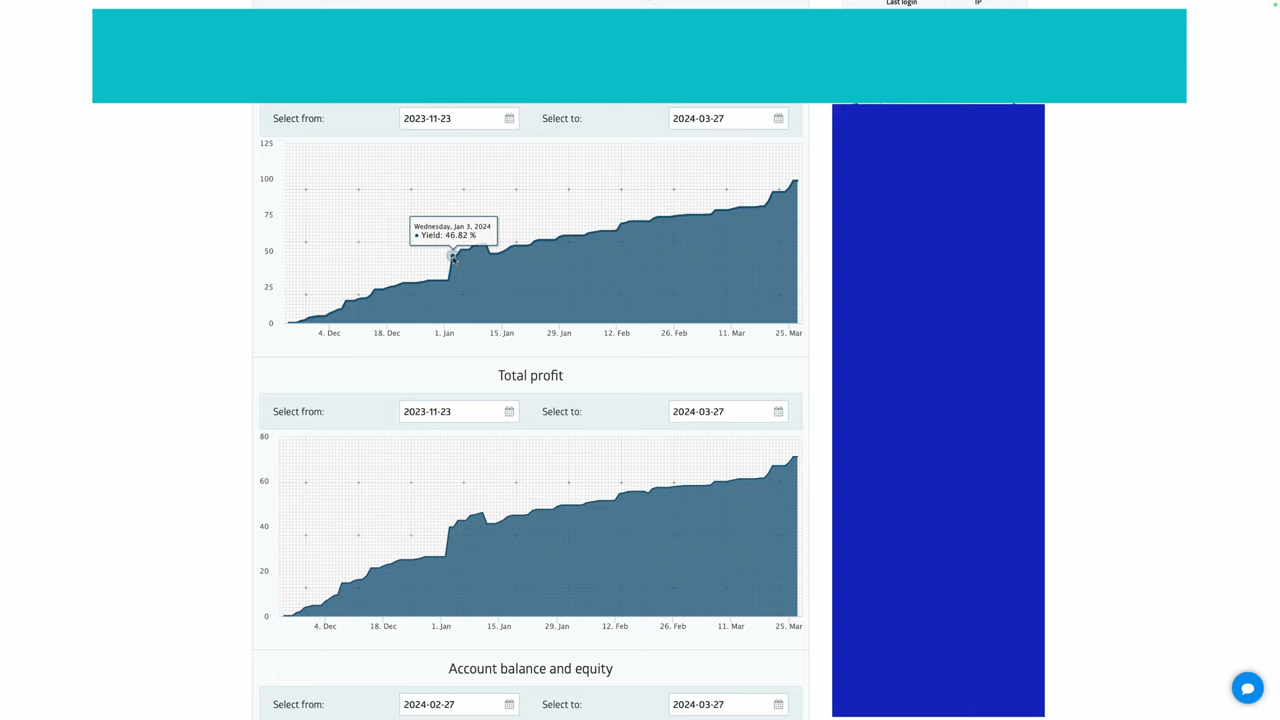 Last login IP
Select from: 2023-11-23 Select to: 2024-03-27
125
100
75
50
25
0
Wednesday, Jan 3, 2024
Yield: 46.82 %
4. Dec 18. Dec 1. Jan 15. Jan 29. Jan 12. Feb 26. Feb 11. Mar 25. Mar
Total profit
Select from: 2023-11-23 Select to: 2024-03-27
80
60
40
20
0
4. Dec 18. Dec 1. Jan 15. Jan 29. Jan 12. Feb 26. Feb 11. Mar 25. Mar
Account balance and equity
Select from: 2024-02-27 Select to: 2024-03-27